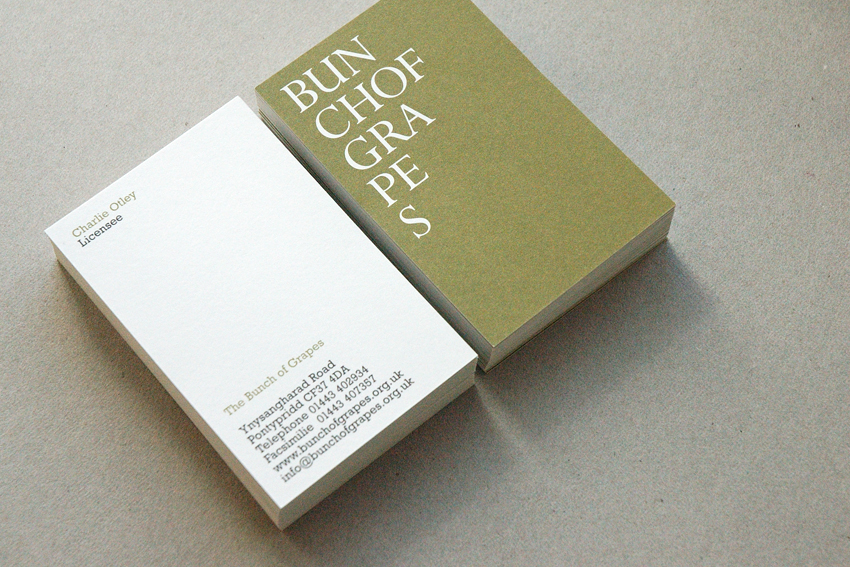 Charlie Otley
Licensee
The Bunch of Grapes
Ynysangharad Road
Pontypridd CF37 4DA
Telephone 01443 402934
Facsimilie 01443 407357
www.bunchofgrapes.org.uk
info@bunchofgrapes.org.uk
BUN
CHOF
GRA
PE
S